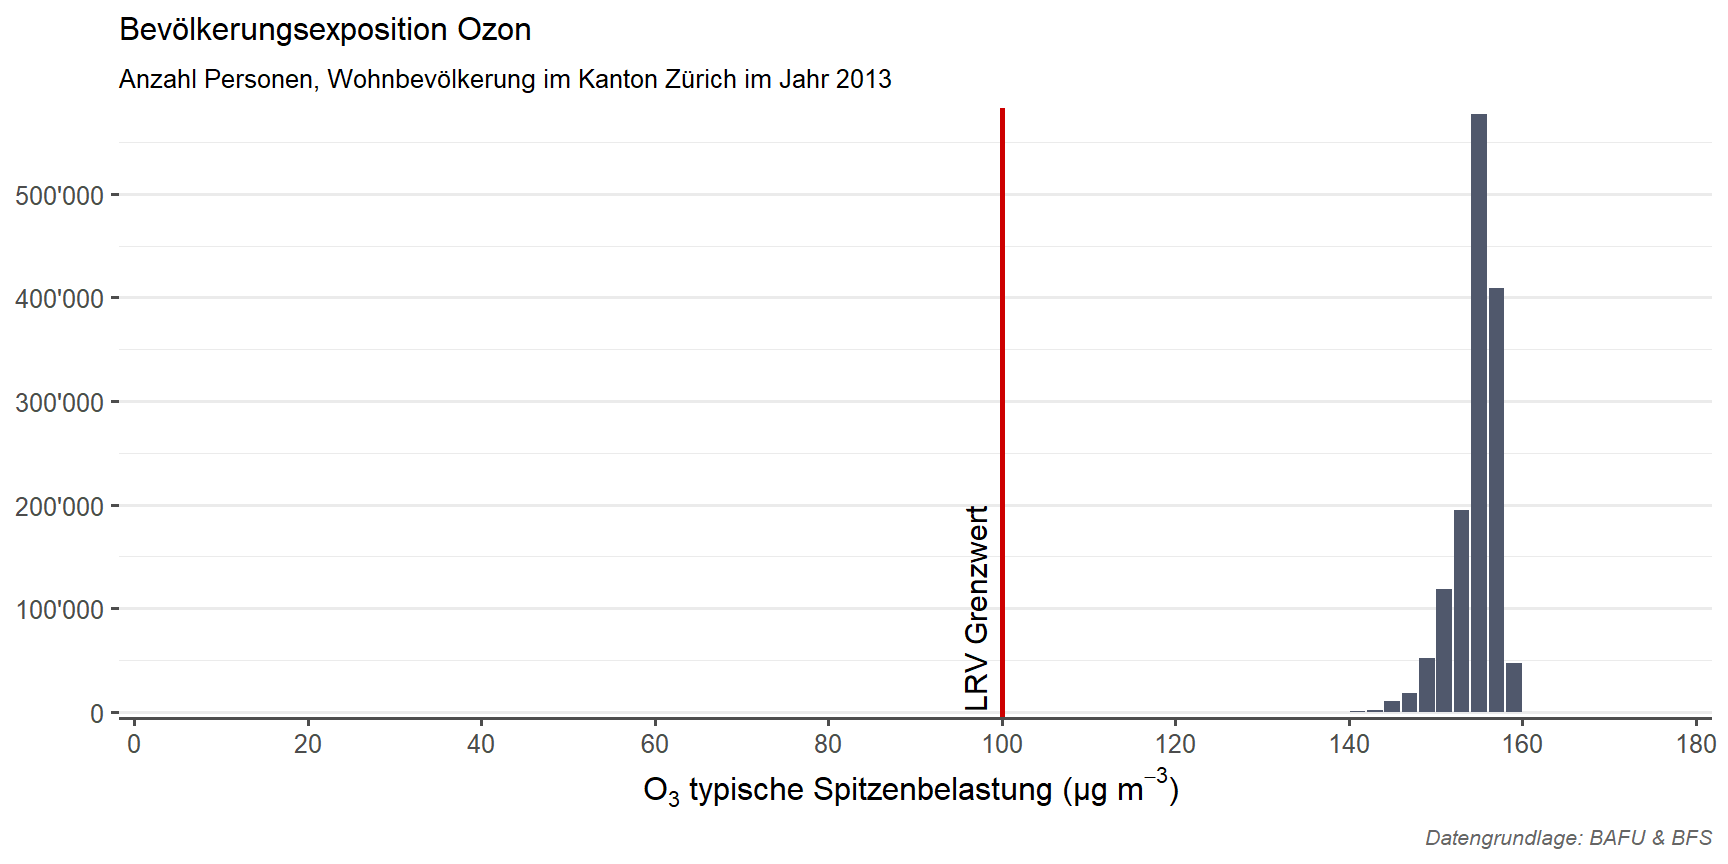 Bevölkerungsexposition Ozon
Anzahl Personen, Wohnbevölkerung im Kanton Zürich im Jahr 2013
500'000
400'000
300'000
200'000
100'000
0
LRV Grenzwert
0 20 40 60 80 100 120 140 160 180
O₃ typische Spitzenbelastung (µg m⁻³)
Datengrundlage: BAFU & BFS